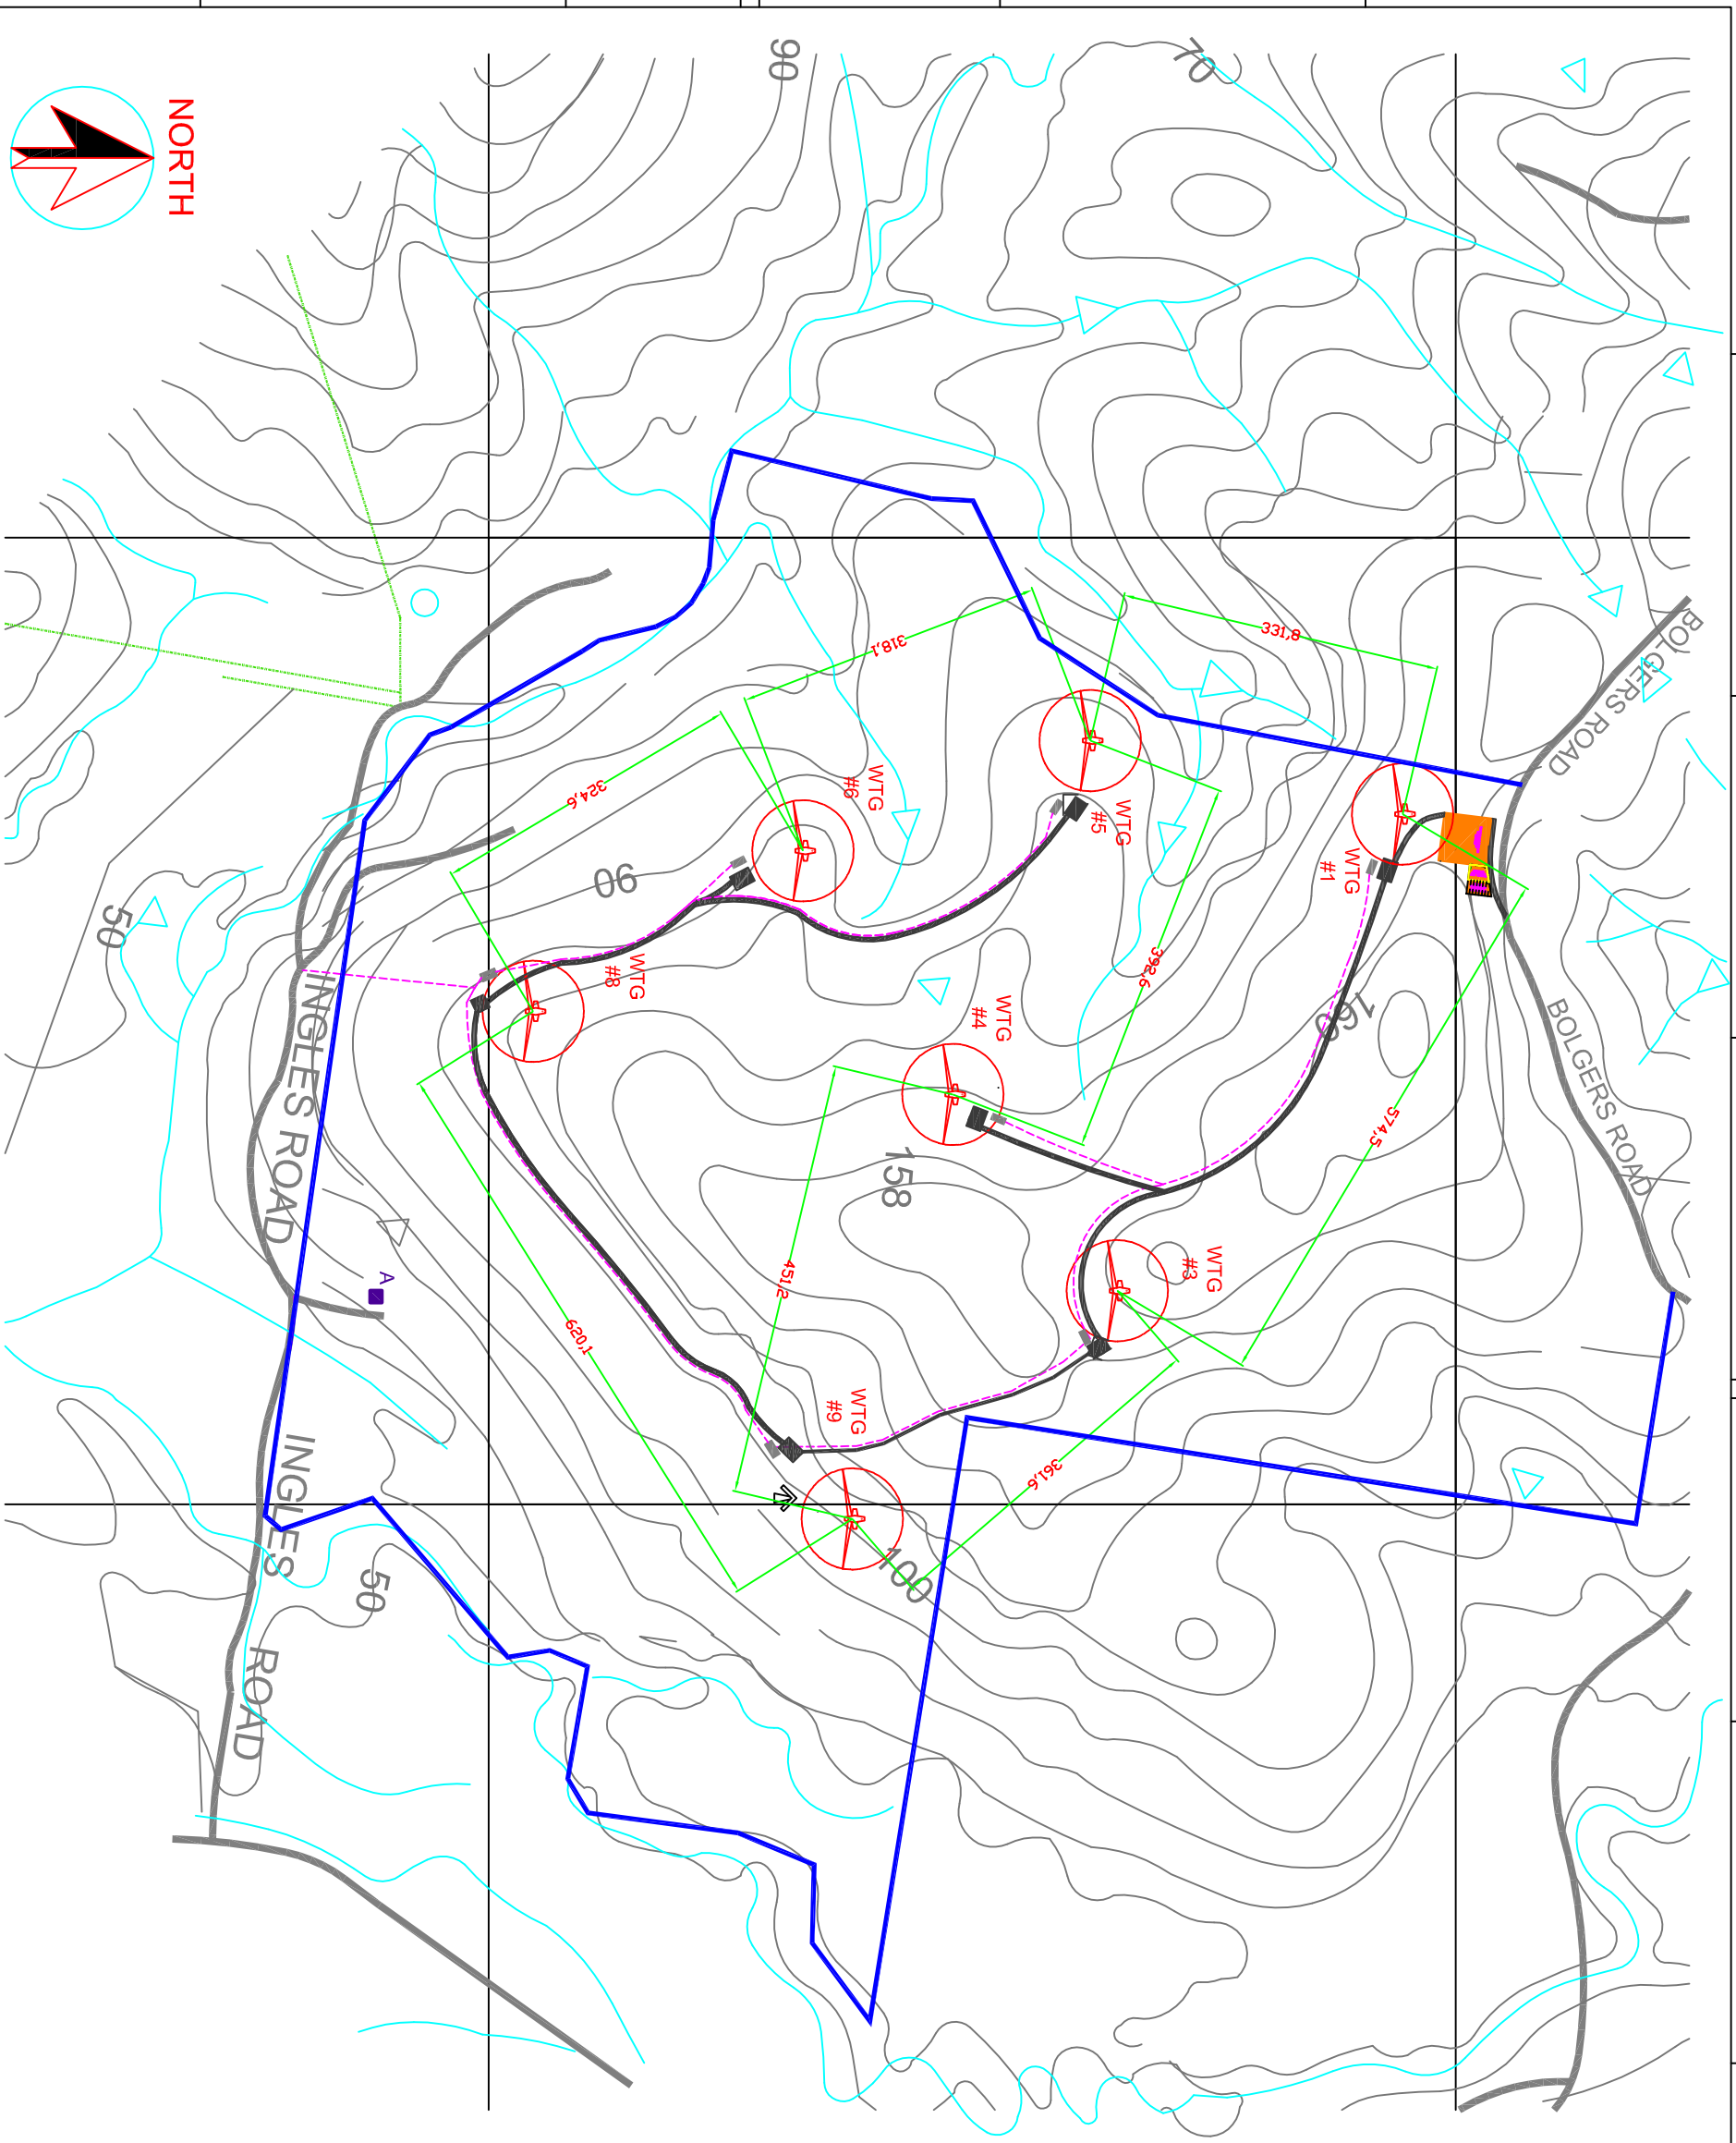 NORTH
90
70
BOLGERS ROAD
331,8
318,1
324,6
WTG
#6
WTG
#5
WTG
#1
90
50
WTG
#8
392,6
WTG
#4
169
BOLGERS ROAD
574,5
INGLES ROAD
158
451,2
WTG
#3
A
620,1
WTG
#9
361,6
INGLES
ROAD
100
50